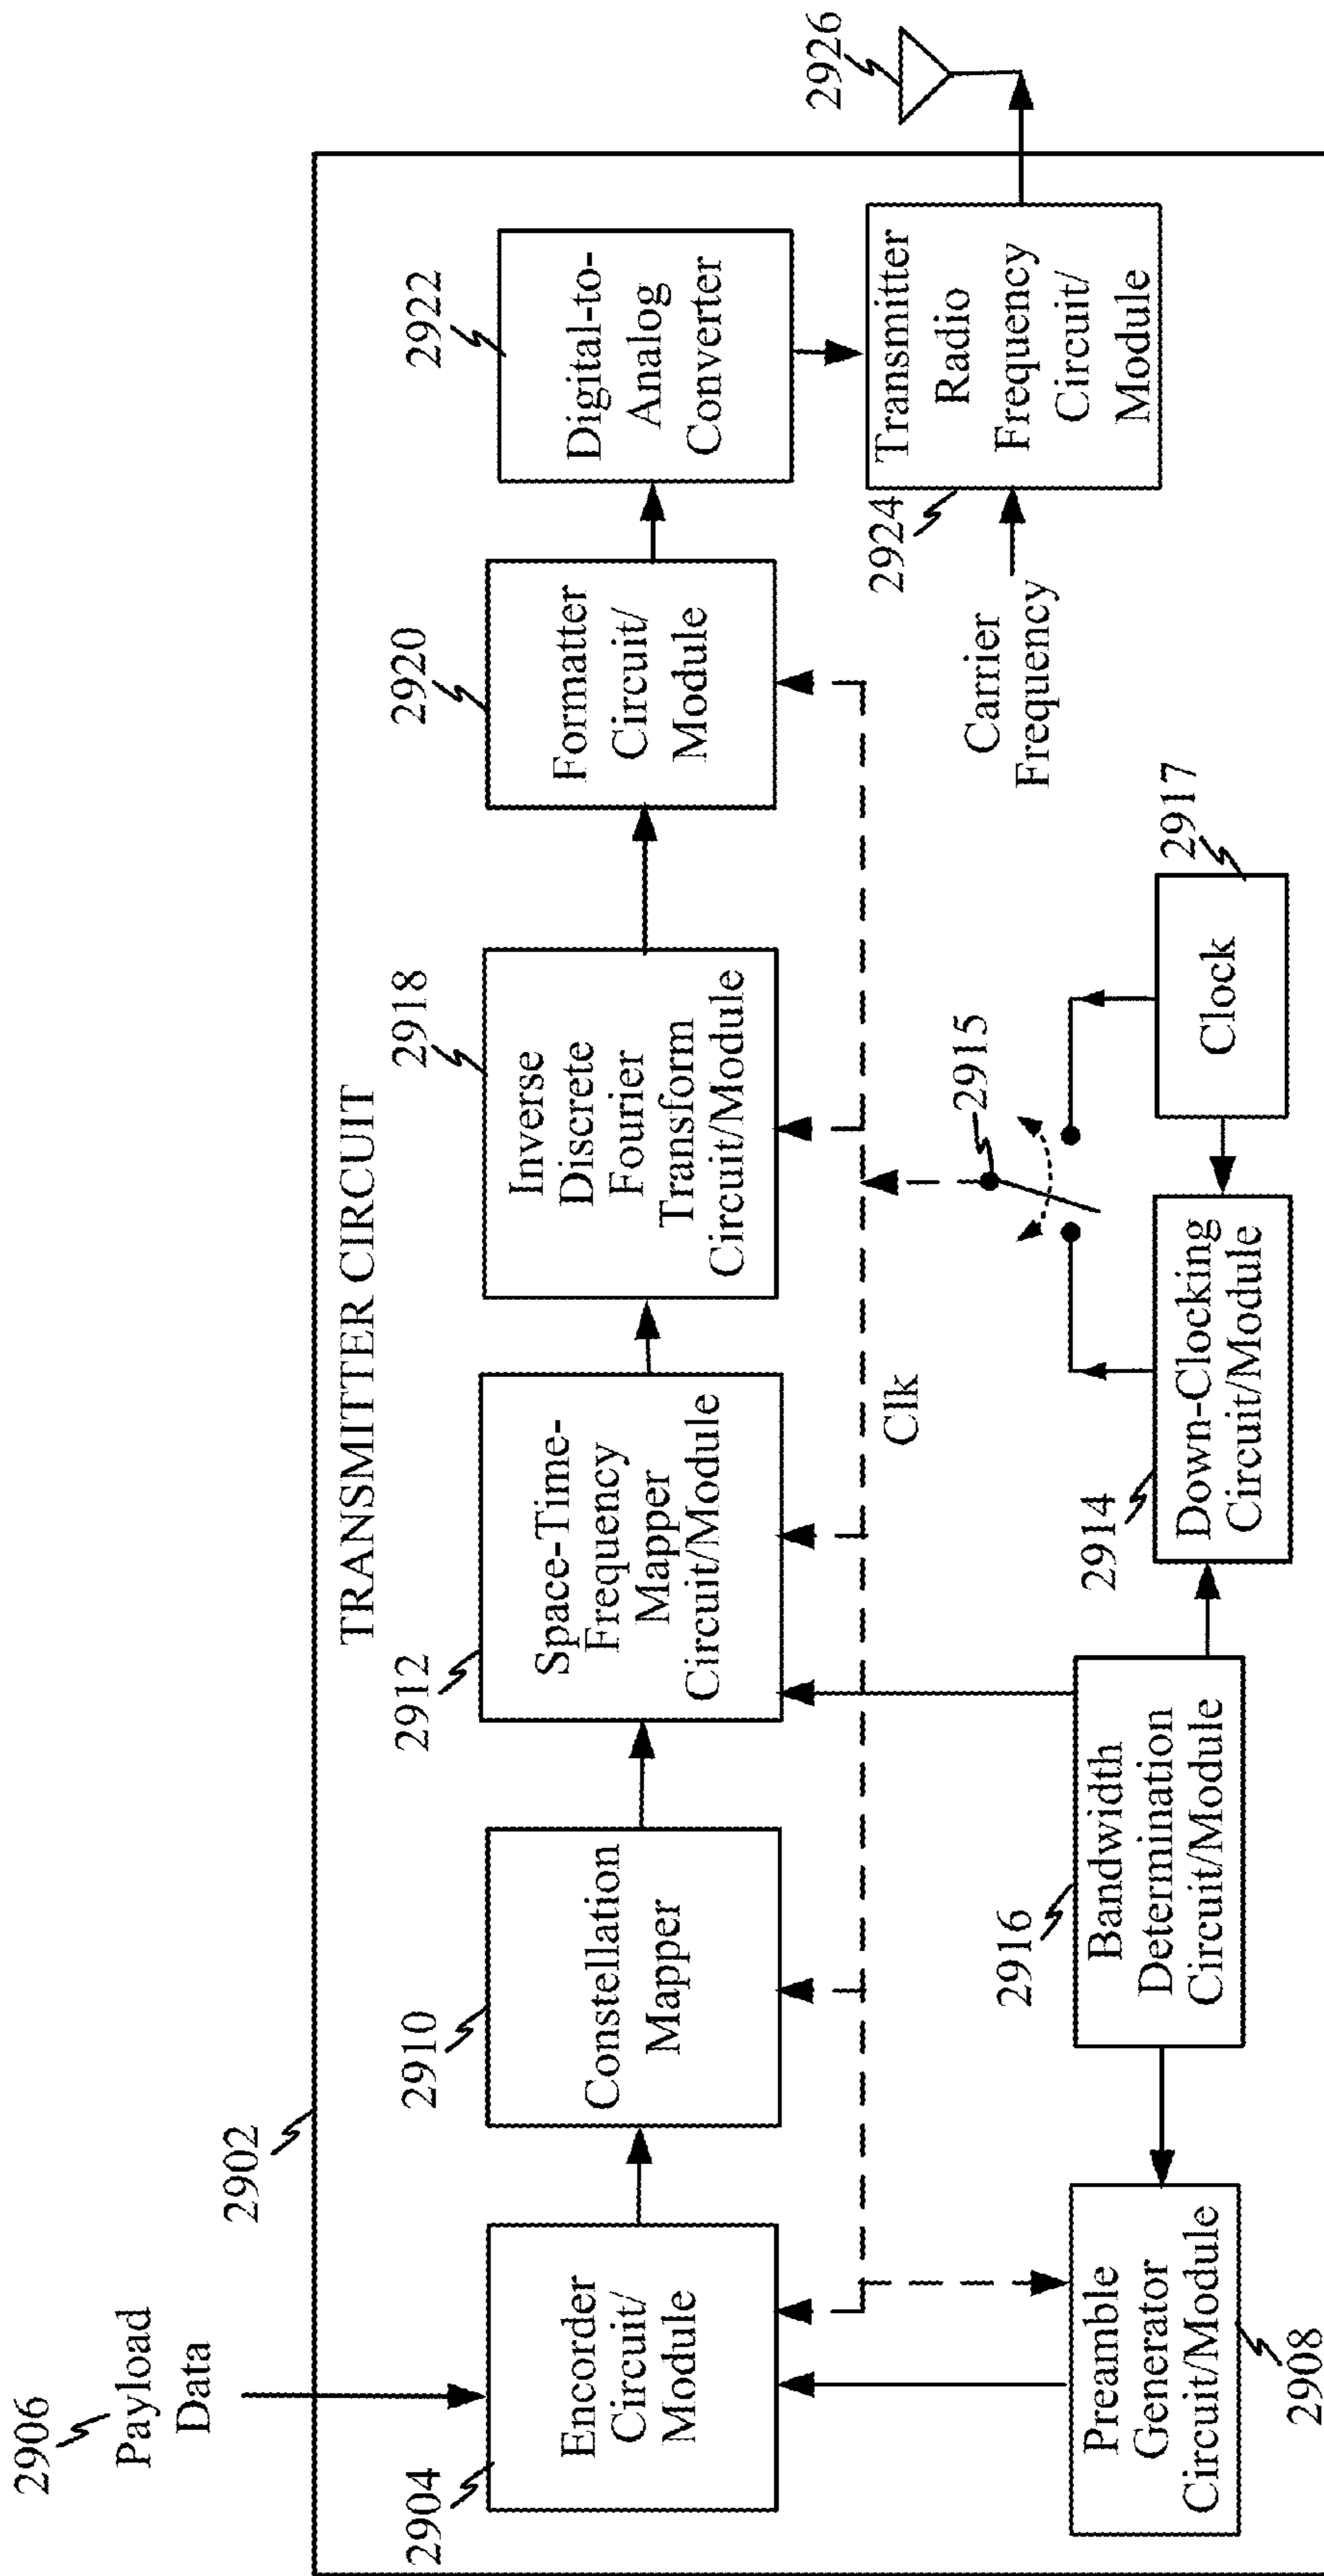 2906
Payload
Data
2902
TRANSMITTER CIRCUIT
2904
Encorder
Circuit/
Module
2910
Constellation
Mapper
2912
Space-Time-
Frequency
Mapper
Circuit/Module
2918
Inverse
Discrete
Fourier
Transform
Circuit/Module
2920
Formatter
Circuit/
Module
2922
Digital-to-
Analog
Converter
2926
Clk
2915
Carrier
Frequency
2924
Transmitter
Radio
Frequency
Circuit/
Module
Preamble
Generator
Circuit/Module
2908
2916
Bandwidth
Determination
Circuit/Module
2914
Down-Clocking
Circuit/Module
Clock
2917